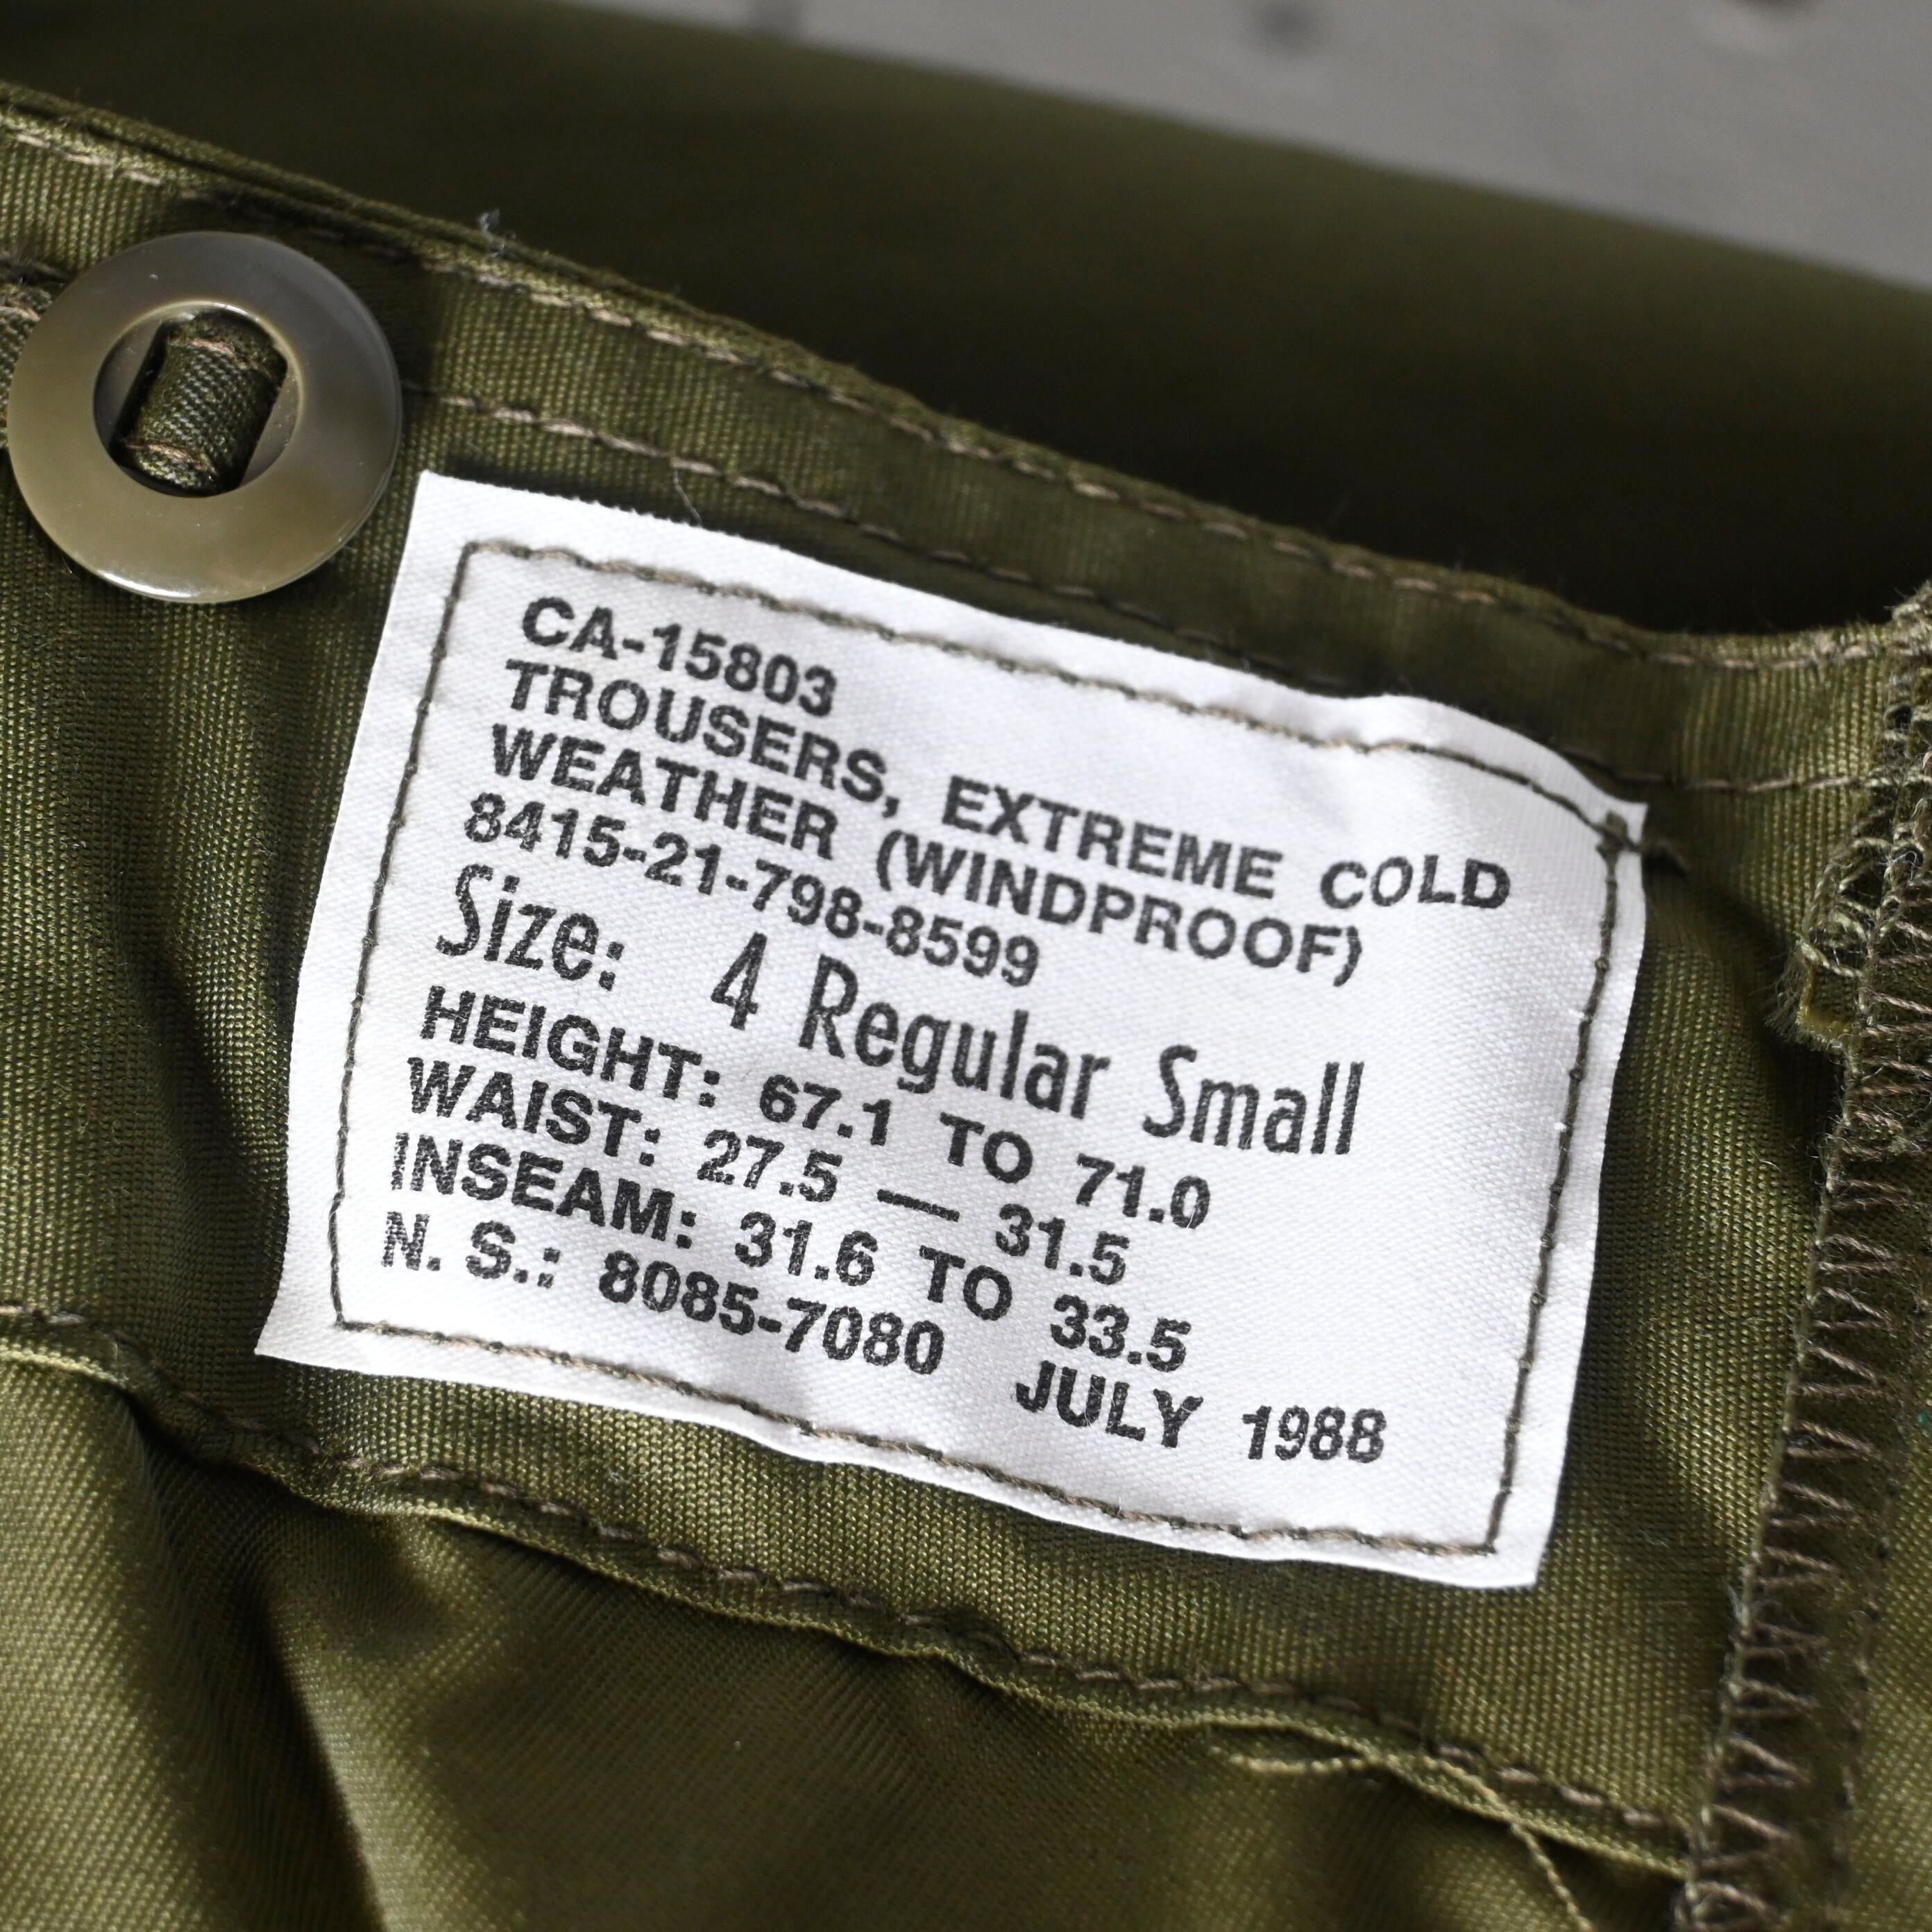 CA-15803
TROUSERS, EXTREME COLD
WEATHER (WINDPROOF)
8415-21-798-8599
Size: 4 Regular Small
HEIGHT: 67.1 TO 71.0
WAIST: 27.5 — 31.5
INSEAM: 31.6 TO 33.5
N. S.: 8085-7080 JULY 1988